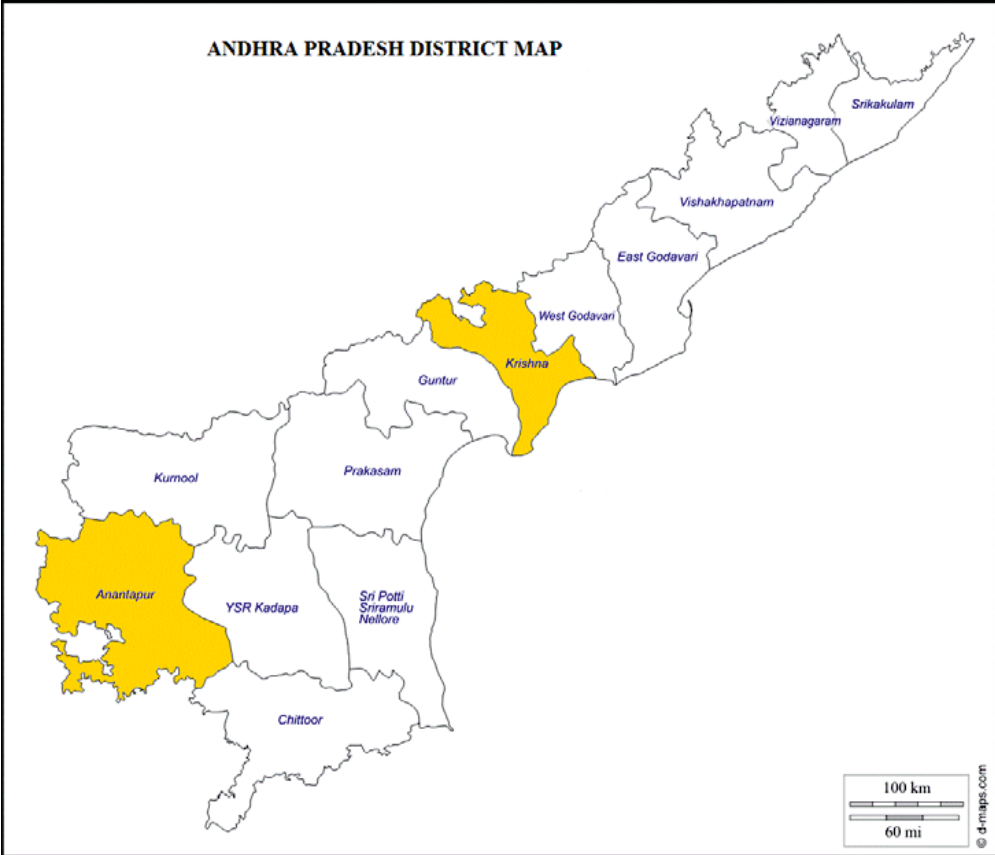 ANDHRA PRADESH DISTRICT MAP
Srikakulam
Vizianagaram
Vishakhapatnam
East Godavari
West Godavari
Krishna
Guntur
Prakasam
Kurnool
Anantapur
YSR Kadapa
Sri Potti
Sriramulu
Nellore
Chittoor
100 km
60 mi
© d-maps.com